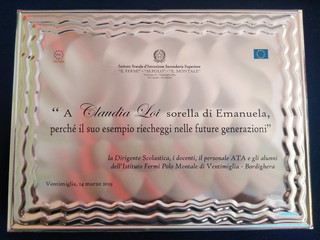 Istituto Statale d'Istruzione Secondaria Superiore
"E. FERMI" - "M. POLO" - "E. MONTALE"
" A Claudia Loi sorella di Emanuela,
perché il suo esempio riecheggi nelle future generazioni"
la Dirigente Scolastica, i docenti, il personale ATA e gli alunni
dell'Istituto Fermi Polo Montale di Ventimiglia - Bordighera
Ventimiglia, 14 marzo 2019